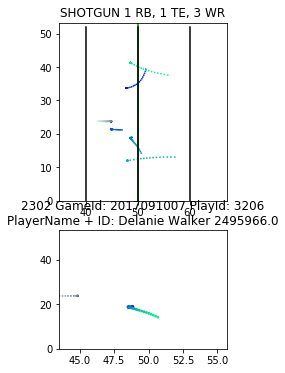 SHOTGUN 1 RB, 1 TE, 3 WR
50
40
30
20
10
0
40 50 60
2302 GameId: 2017091007 PlayId: 3206
PlayerName + ID: Delanie Walker 2495966.0
40
20
0
45.0 47.5 50.0 52.5 55.0